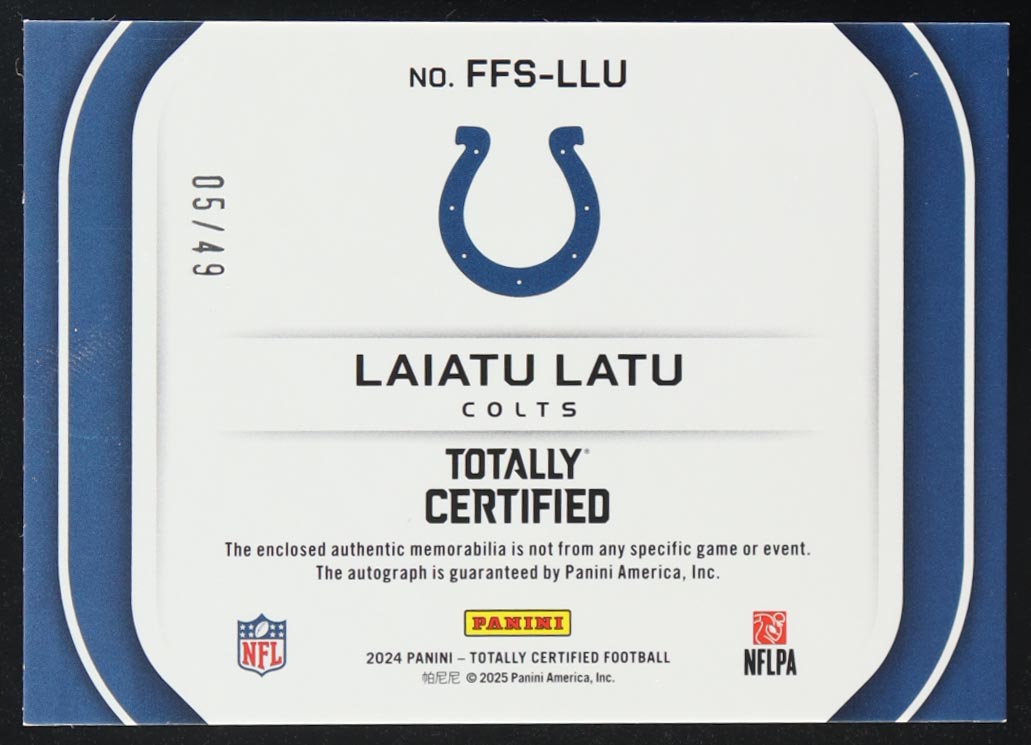 NO. FFS-LLU
05/49
LAIATU LATU
COLTS
TOTALLY
CERTIFIED
The enclosed authentic memorabilia is not from any specific game or event.
The autograph is guaranteed by Panini America, Inc.
NFL
PANINI
NFLPA
2024 PANINI – TOTALLY CERTIFIED FOOTBALL
帕尼尼 © 2025 Panini America, Inc.